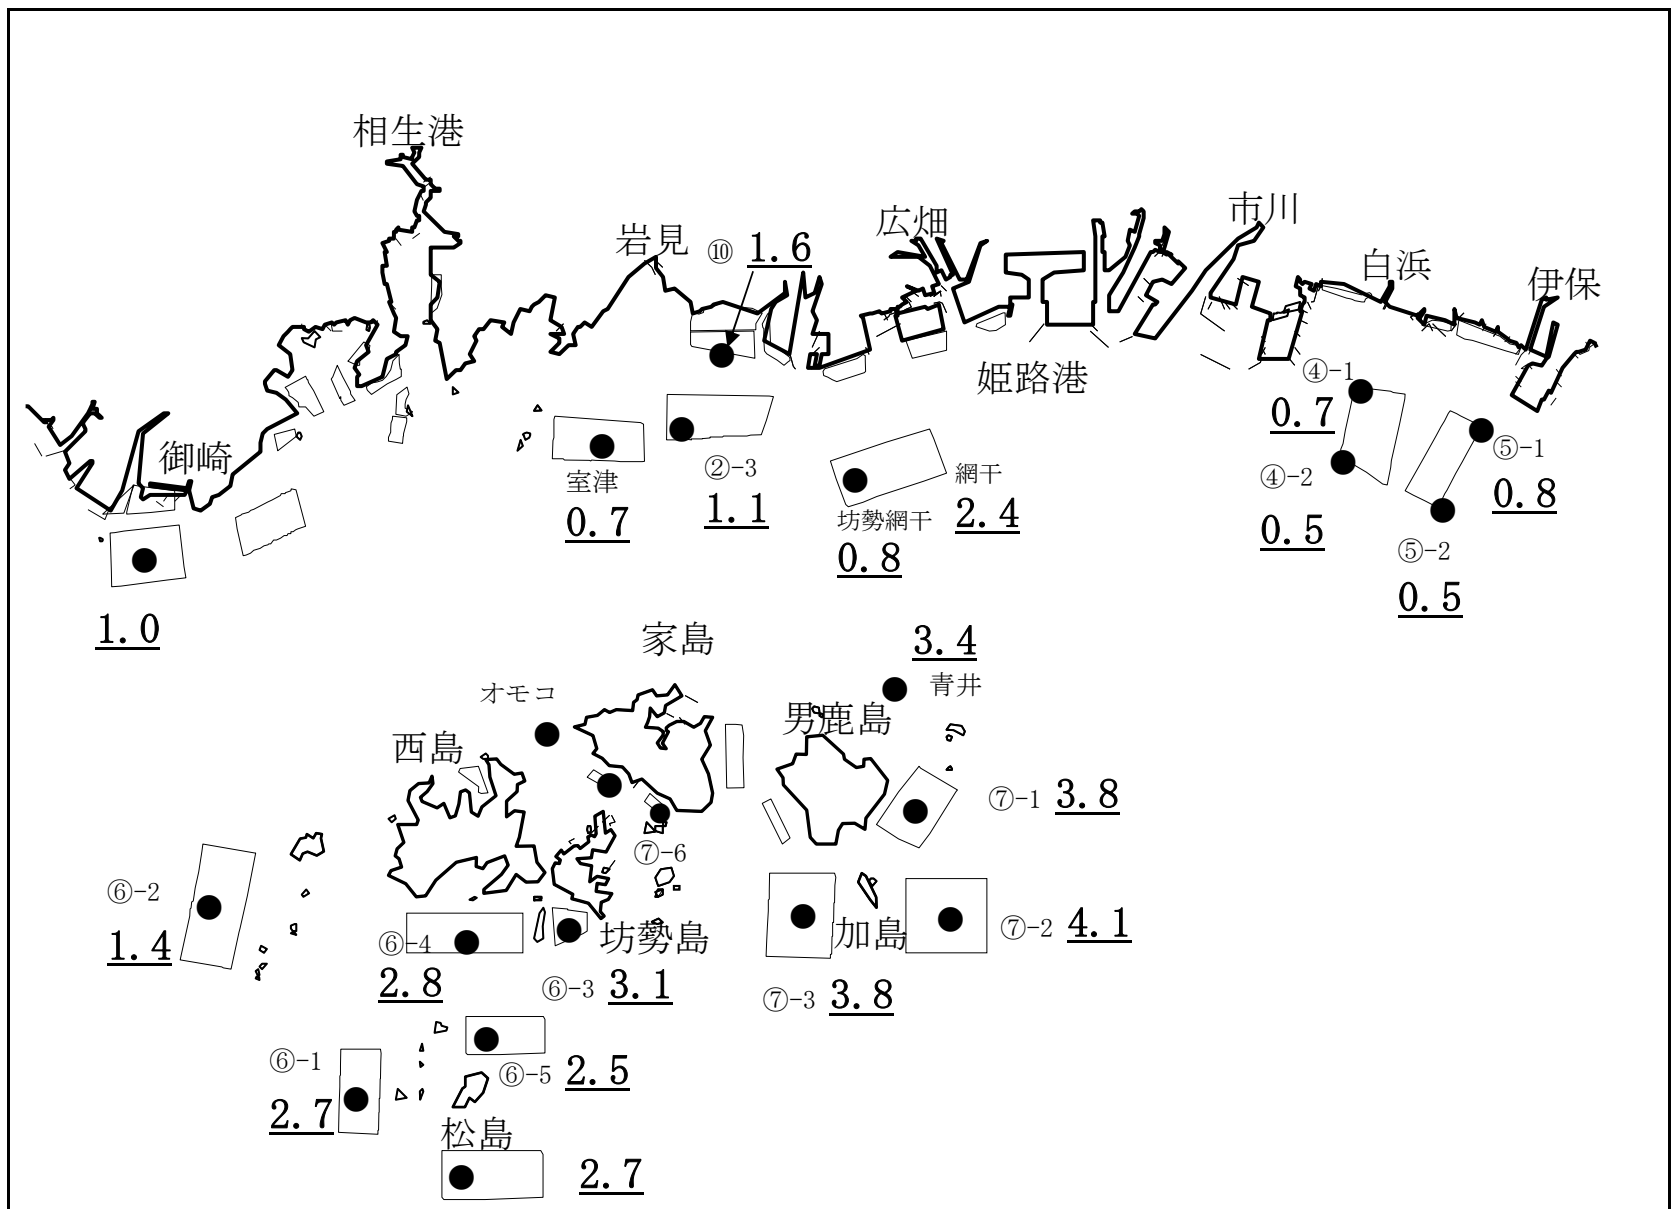 相生港
市川
広畑
岩見
⑩ 1.6
白浜
伊保
姫路港
④-1
0.7
御崎
⑤-1
0.8
②-3
1.1
④-2
0.5
網干
2.4
室津
0.7
坊勢網干
0.8
⑤-2
0.5
1.0
家島
3.4
青井
オモコ
男鹿島
西島
⑦-1 3.8
⑦-6
⑥-2
1.4
⑦-2 4.1
加島
坊勢島
⑥-4
2.8
⑥-3 3.1
⑦-3 3.8
⑥-1
2.7
⑥-5 2.5
松島
2.7